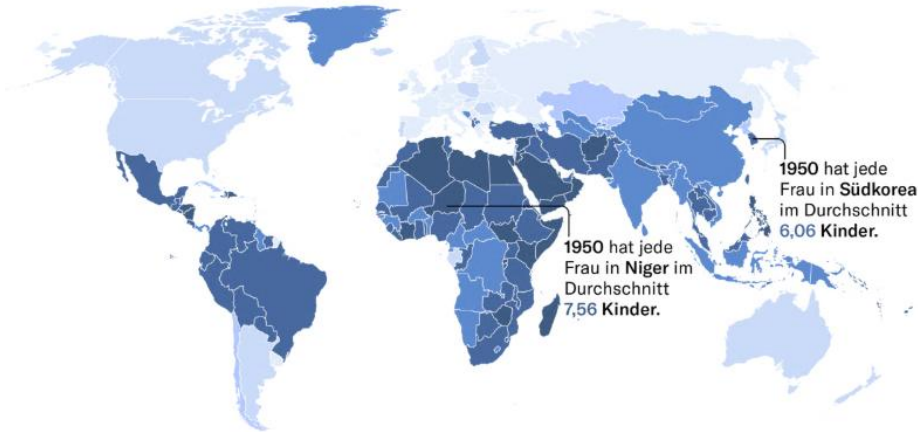 1950 hat jede
Frau in Südkorea
im Durchschnitt
6,06 Kinder.
1950 hat jede
Frau in Niger im
Durchschnitt
7,56 Kinder.